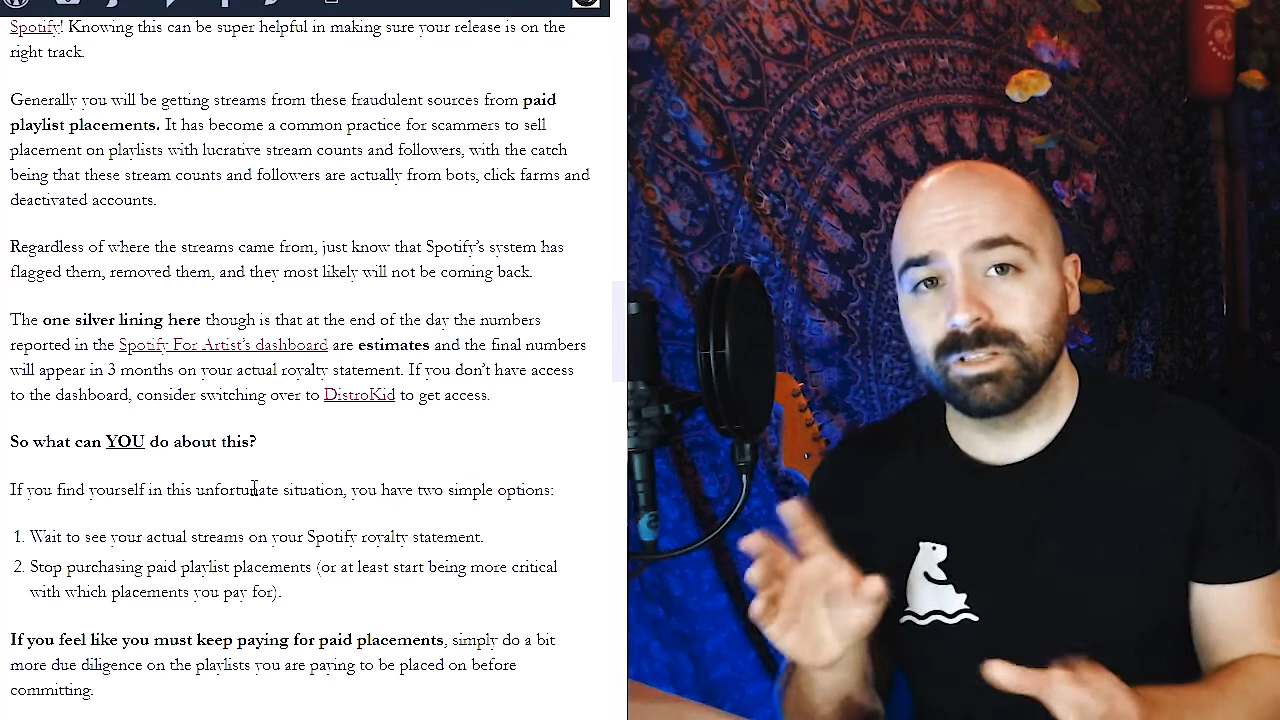 Spotify! Knowing this can be super helpful in making sure your release is on the
right track.
Generally you will be getting streams from these fraudulent sources from paid
playlist placements. It has become a common practice for scammers to sell
placement on playlists with lucrative stream counts and followers, with the catch
being that these stream counts and followers are actually from bots, click farms and
deactivated accounts.
Regardless of where the streams came from, just know that Spotify's system has
flagged them, removed them, and they most likely will not be coming back.
The one silver lining here though is that at the end of the day the numbers
reported in the Spotify For Artist's dashboard are estimates and the final numbers
will appear in 3 months on your actual royalty statement. If you don't have access
to the dashboard, consider switching over to DistroKid to get access.
So what can YOU do about this?
If you find yourself in this unfortunate situation, you have two simple options:
1. Wait to see your actual streams on your Spotify royalty statement.
2. Stop purchasing paid playlist placements (or at least start being more critical
with which placements you pay for).
If you feel like you must keep paying for paid placements, simply do a bit
more due diligence on the playlists you are paying to be placed on before
committing.